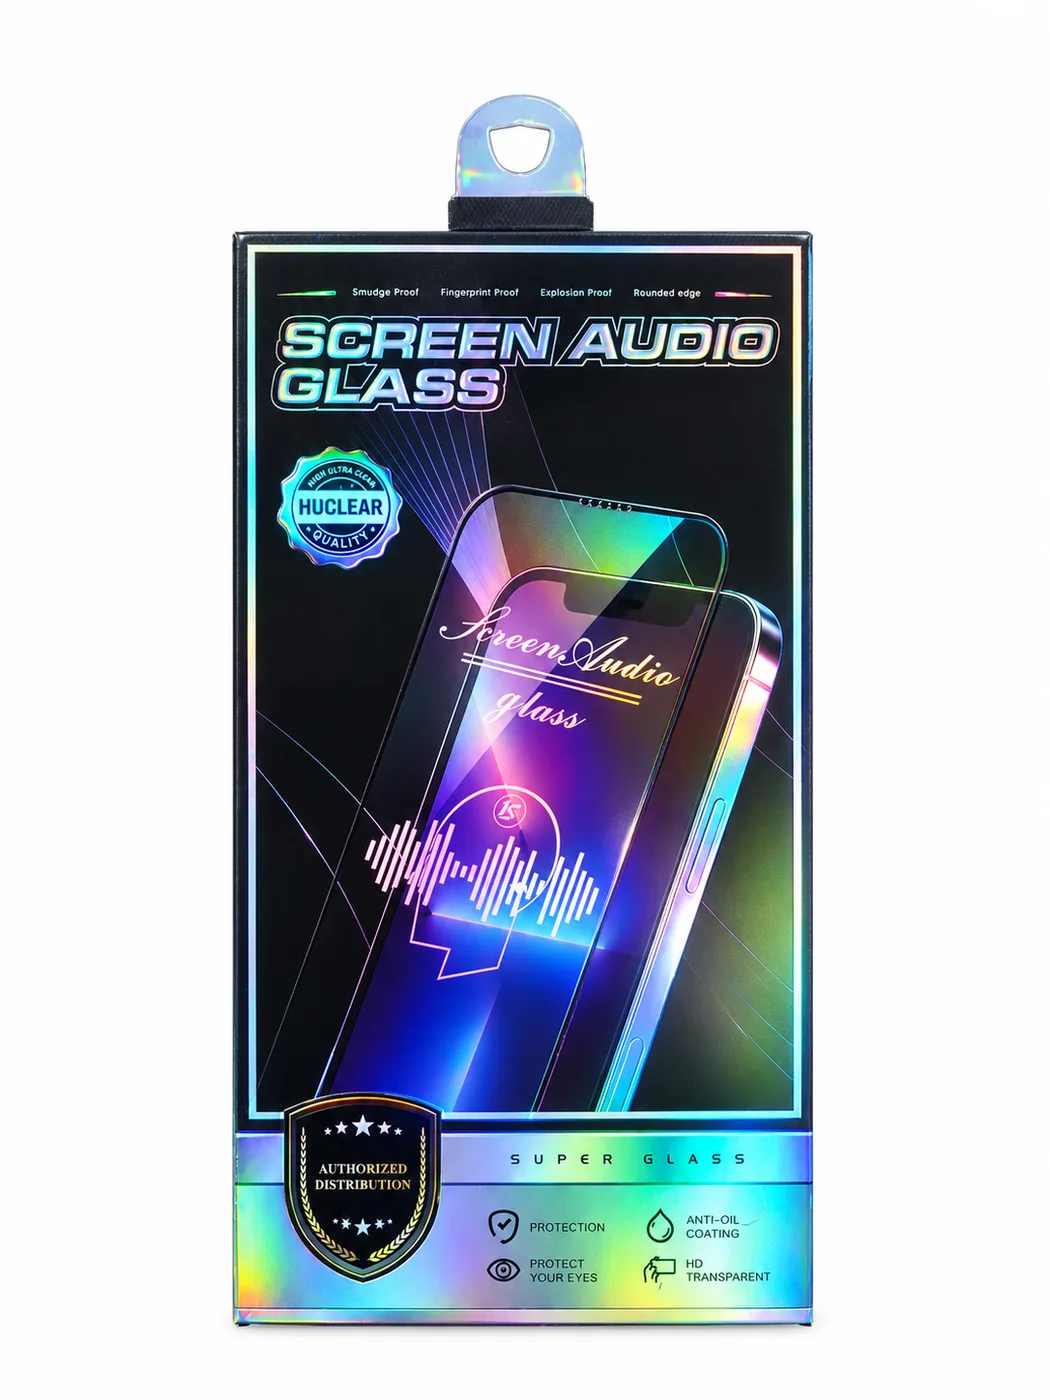 Smudge Proof Fingerprint Proof Explosion Proof Rounded edge
SCREEN AUDIO
GLASS
HIGH ULTRA CLEAR
HUCLEAR
QUALITY
Screen Audio
glass
SUPER GLASS
AUTHORIZED
DISTRIBUTION
PROTECTION
ANTI-OIL
COATING
PROTECT
YOUR EYES
HD
TRANSPARENT